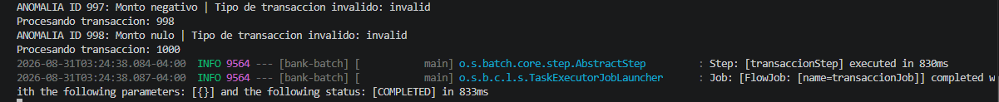 ANOMALIA ID 997: Monto negativo | Tipo de transaccion invalido: invalid
Procesando transaccion: 998
ANOMALIA ID 998: Monto nulo | Tipo de transaccion invalido: invalid
Procesando transaccion: 1000
2026-08-31T03:24:38.084-04:00  INFO 9564 --- [bank-batch] [           main] o.s.batch.core.step.AbstractStep         : Step: [transaccionStep] executed in 830ms
2026-08-31T03:24:38.087-04:00  INFO 9564 --- [bank-batch] [           main] o.s.b.c.l.s.TaskExecutorJobLauncher      : Job: [FlowJob: [name=transaccionJob]] completed w
ith the following parameters: [{}] and the following status: [COMPLETED] in 833ms